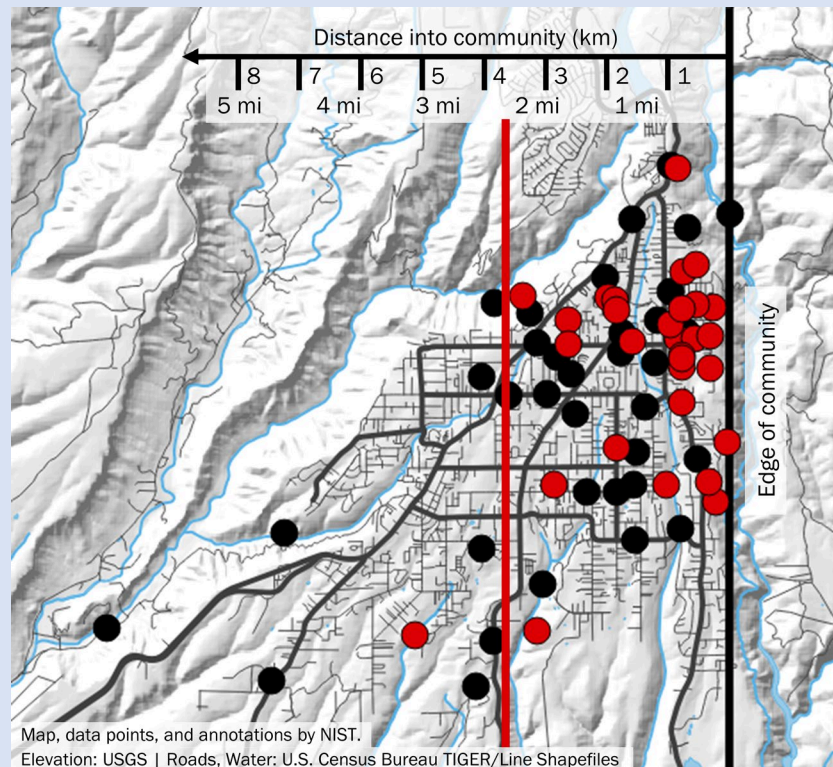 Distance into community (km)
8 7 6 5 4 3 2 1
5 mi 4 mi 3 mi 2 mi 1 mi
Edge of community
Map, data points, and annotations by NIST.
Elevation: USGS | Roads, Water: U.S. Census Bureau TIGER/Line Shapefiles